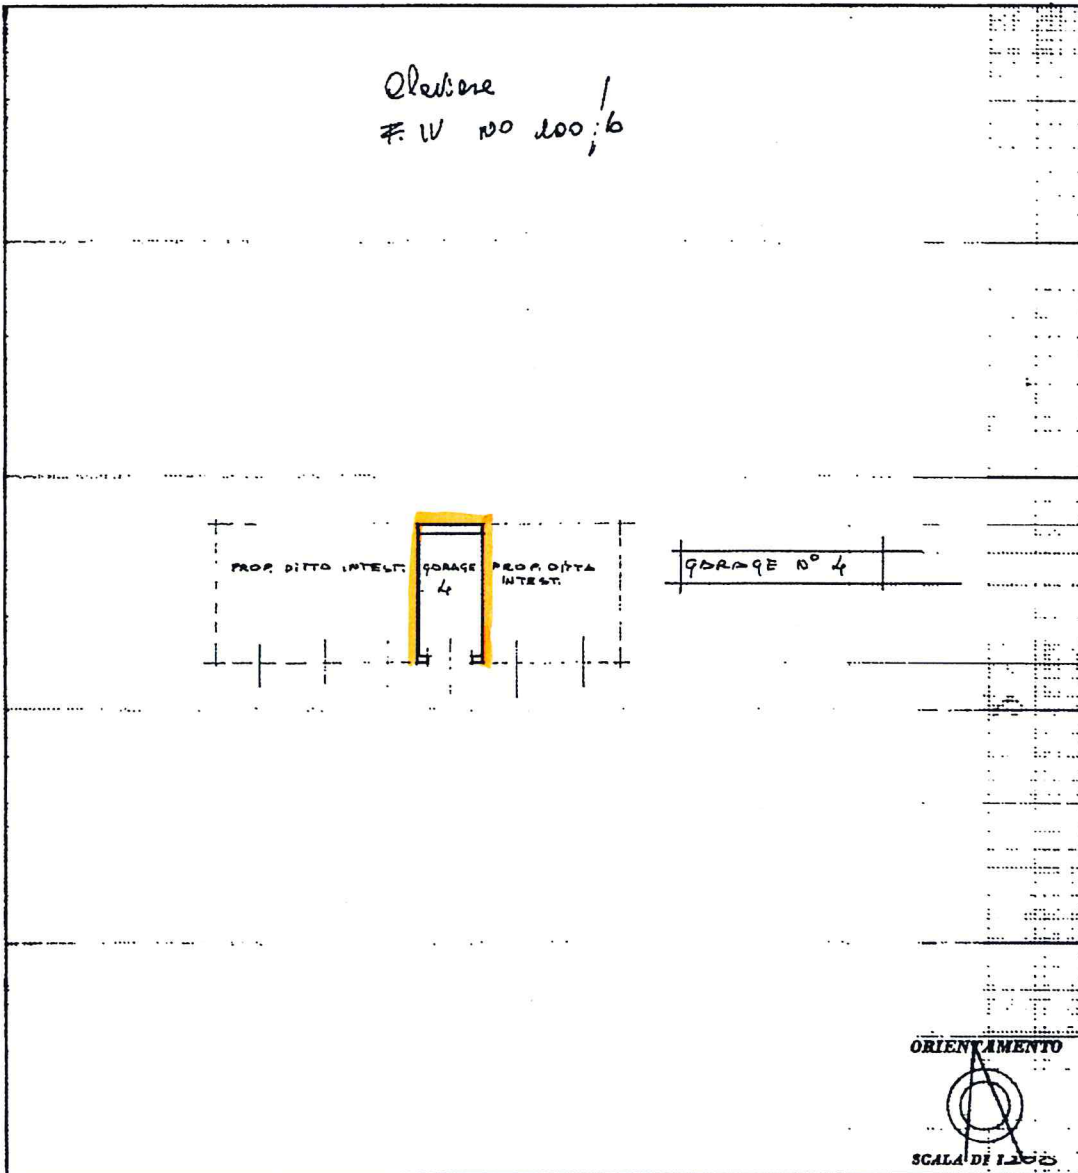 Claviere
F. IV No 100/6
PROP. DITTA INTEST.
GARAGE
4
PROP. DITTA
INTEST.
GARAGE N° 4
ORIENTAMENTO
SCALA DI 1:200